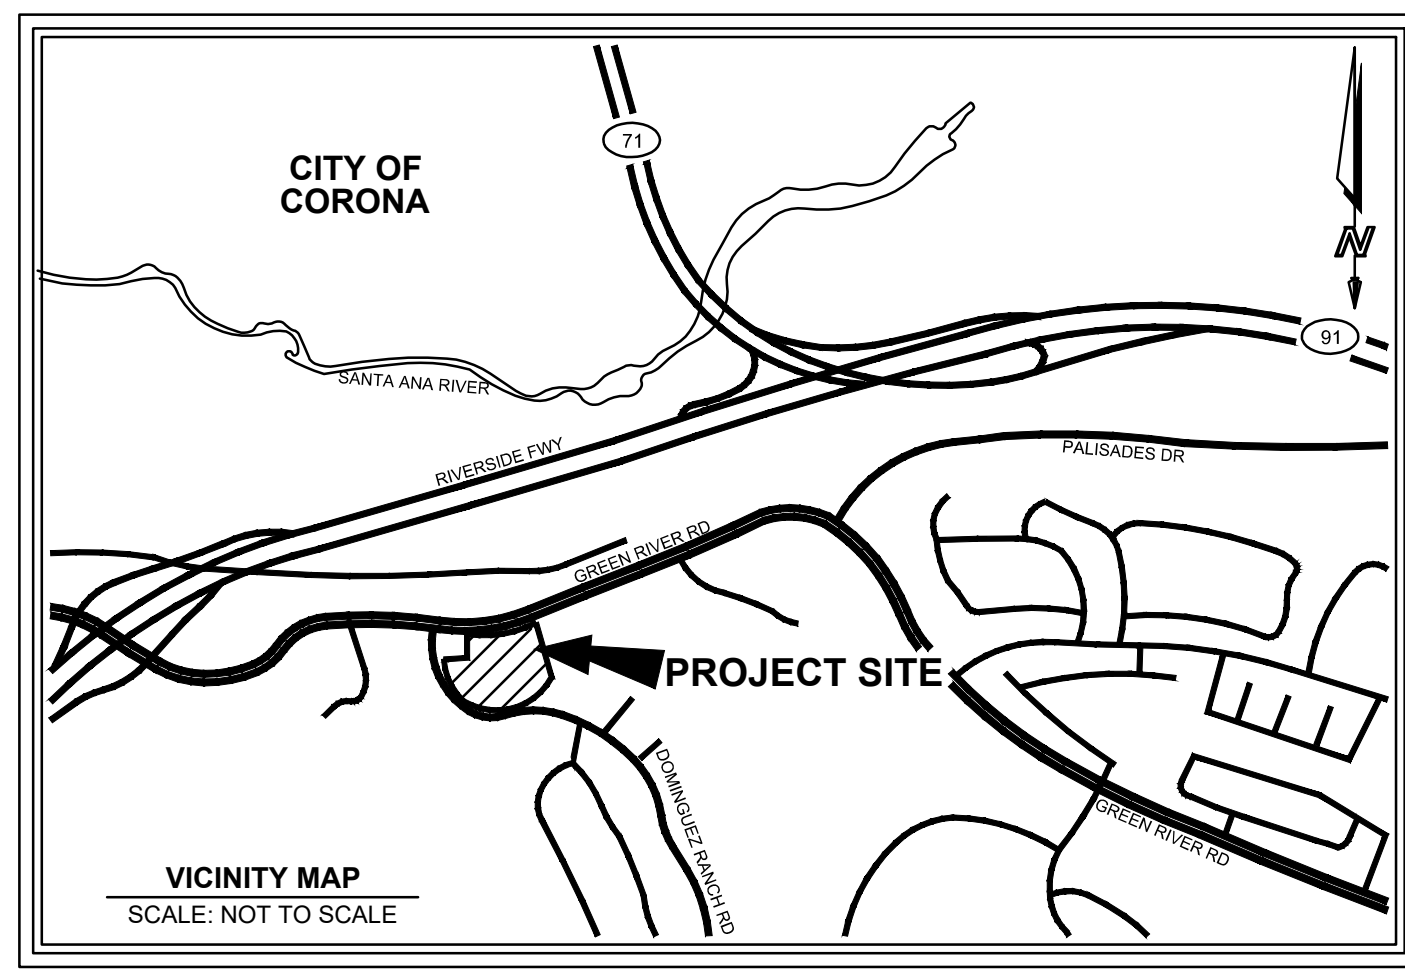 71
CITY OF
CORONA
N
91
SANTA ANA RIVER
RIVERSIDE FWY
PALISADES DR
GREEN RIVER RD
PROJECT SITE
DOMINGUEZ RANCH RD
GREEN RIVER RD
VICINITY MAP
SCALE: NOT TO SCALE